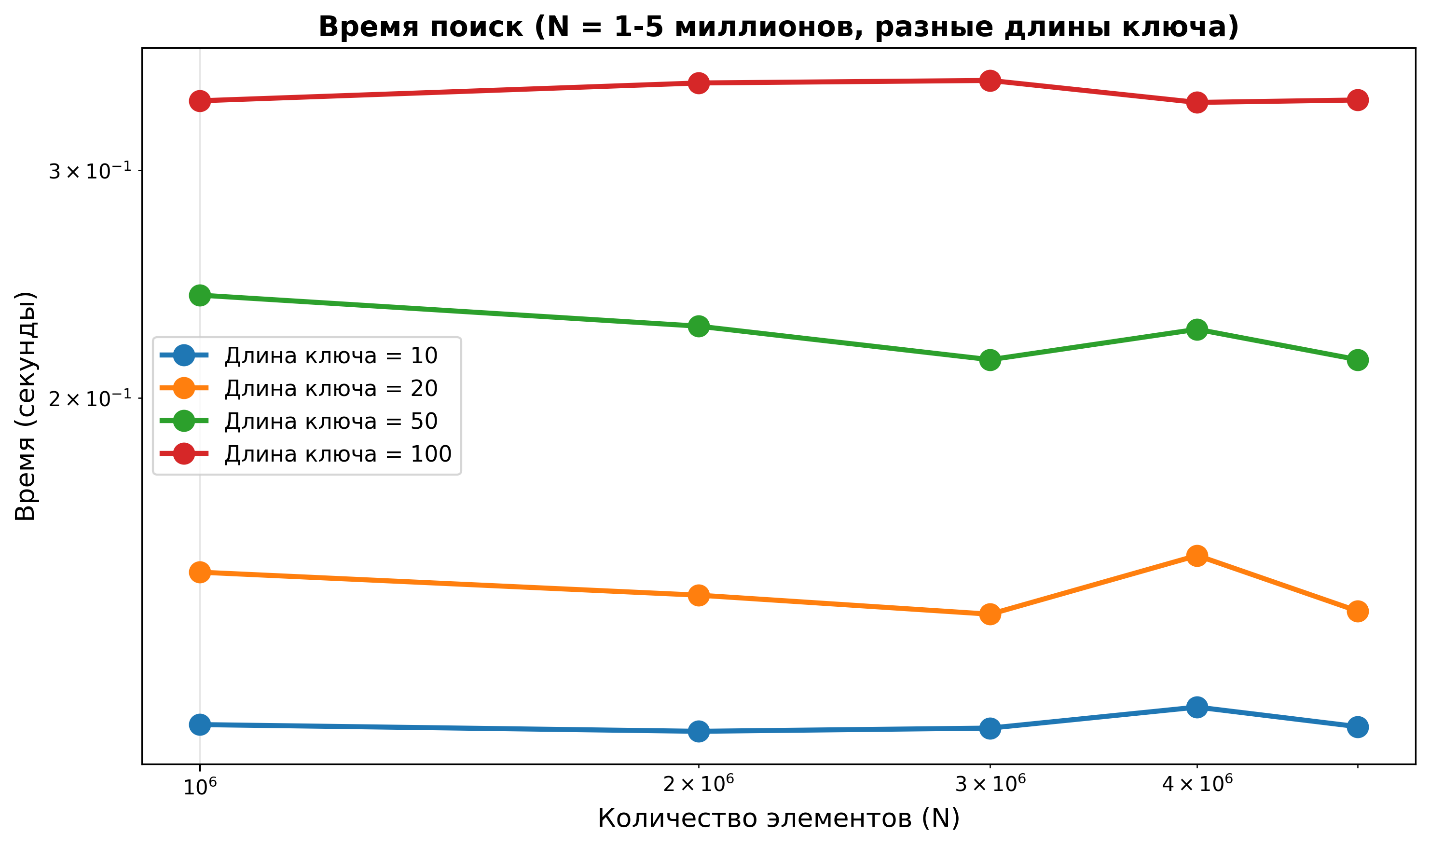 Время поиск (N = 1-5 миллионов, разные длины ключа)
3 × 10⁻¹
2 × 10⁻¹
Время (секунды)
Длина ключа = 10
Длина ключа = 20
Длина ключа = 50
Длина ключа = 100
10⁶
2 × 10⁶
3 × 10⁶
4 × 10⁶
Количество элементов (N)